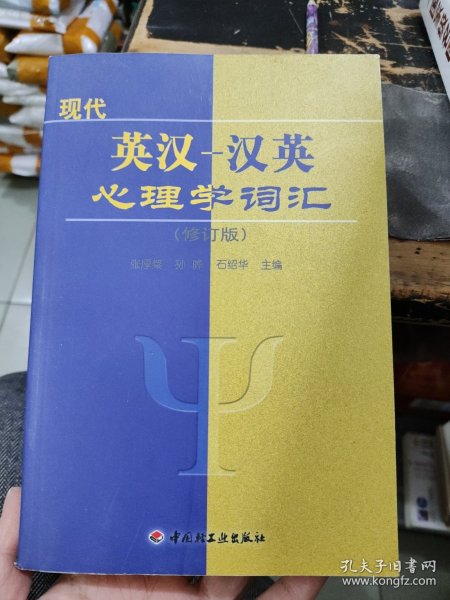 现代
英汉-汉英
心理学词汇
(修订版)
张厚粲 孙晔 石绍华 主编
Ψ
中国轻工业出版社
孔夫子旧书网
www.kongfz.com